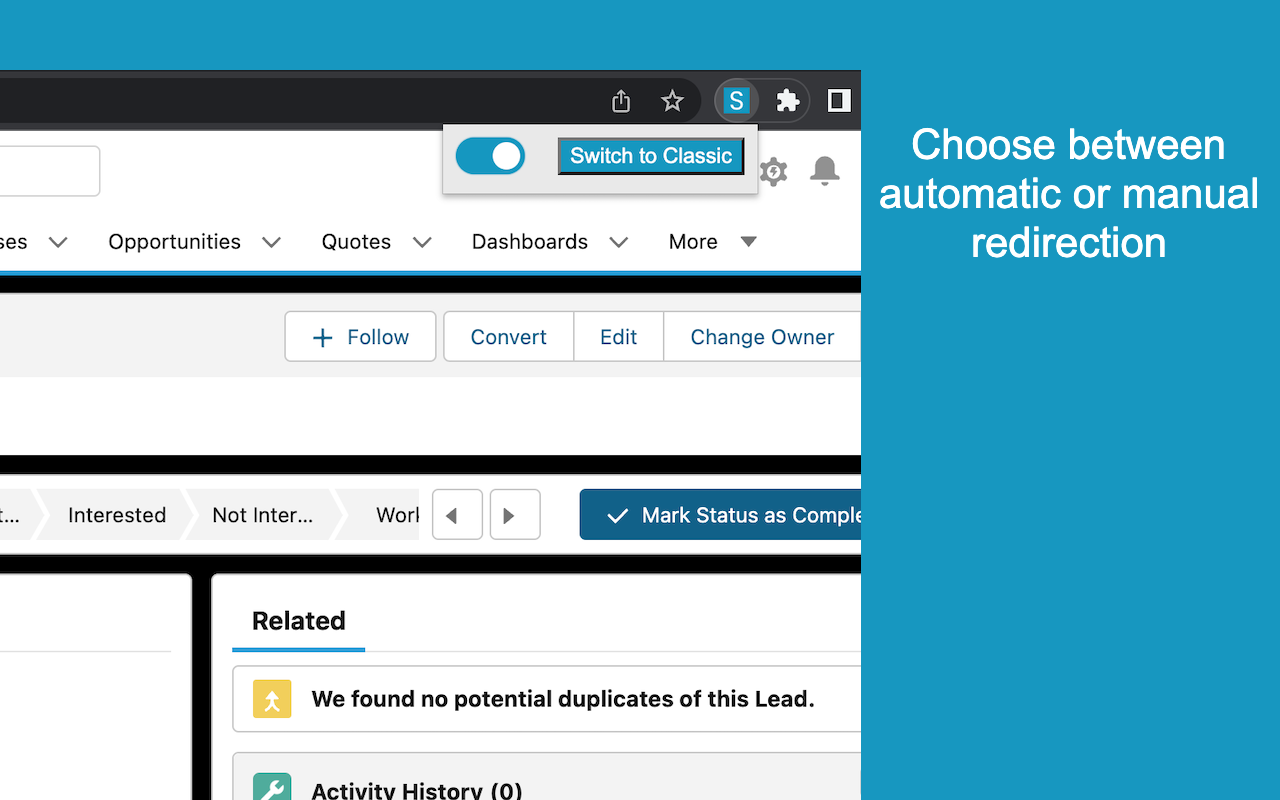 S
Switch to Classic
Choose between
automatic or manual
redirection
ses Opportunities Quotes Dashboards More
Follow Convert Edit Change Owner
t... Interested Not Inter... Work Mark Status as Comple
Related
We found no potential duplicates of this Lead.
Activity History (0)